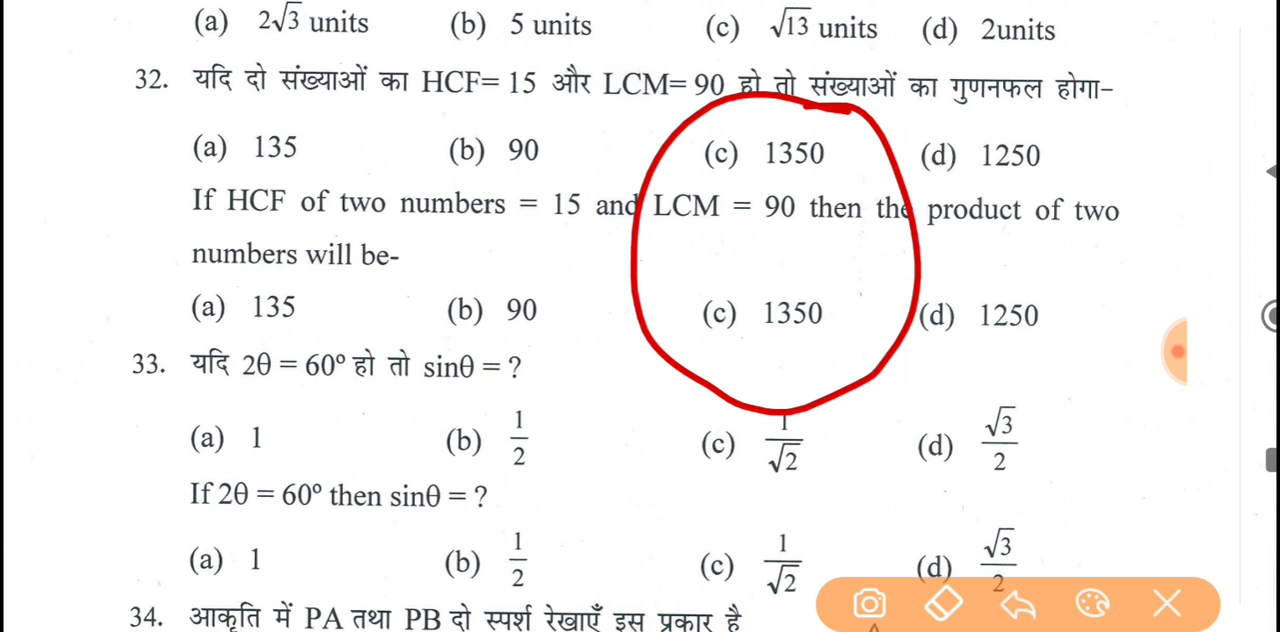 (a) 2√3 units (b) 5 units (c) √13 units (d) 2units
32. यदि दो संख्याओं का HCF= 15 और LCM= 90 हो तो संख्याओं का गुणनफल होगा–
(a) 135 (b) 90 (c) 1350 (d) 1250
If HCF of two numbers = 15 and LCM = 90 then the product of two
numbers will be-
(a) 135 (b) 90 (c) 1350 (d) 1250
33. यदि 2θ = 60º हो तो sinθ = ?
(a) 1 (b) 1/2 (c) 1/√2 (d) √3/2
If 2θ = 60º then sinθ = ?
(a) 1 (b) 1/2 (c) 1/√2 (d) √3/2
34. आकृति में PA तथा PB दो स्पर्श रेखाएँ इस प्रकार है